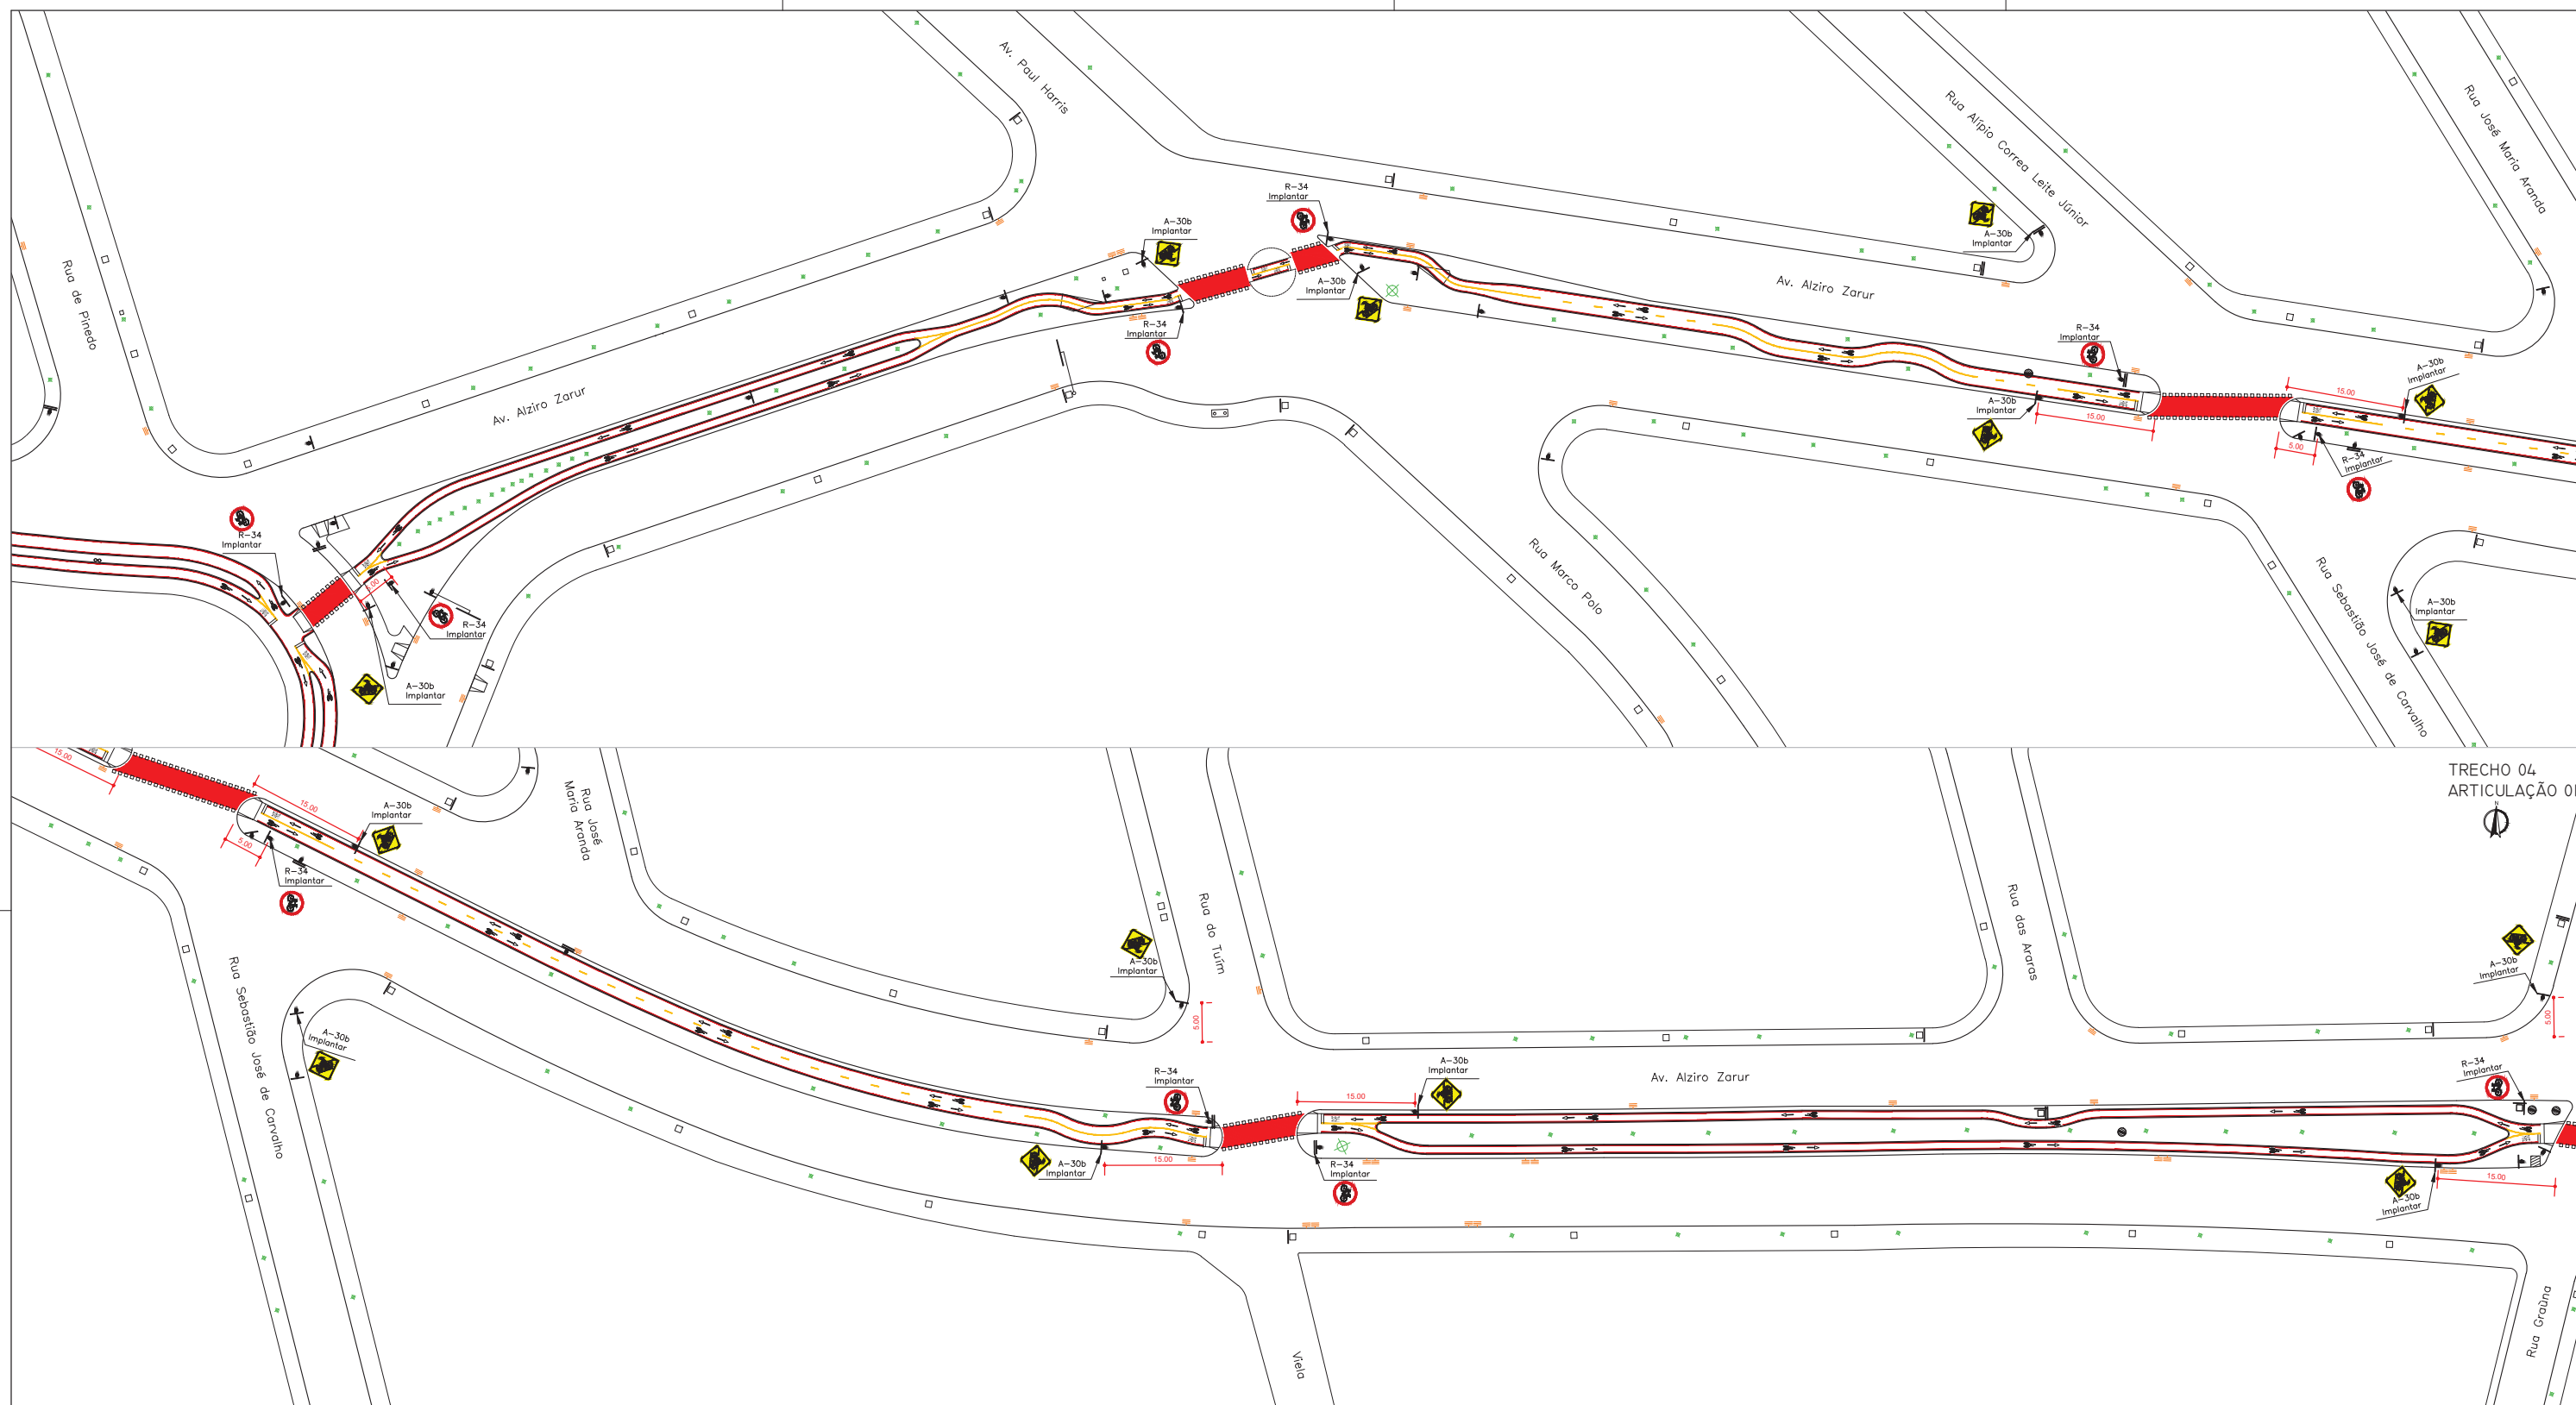 Av. Paul Harris
Rua Alípio Correa Leite Júnior
Rua José Maria Aranda
Rua de Pinedo
R-34
Implantar
A-30b
Implantar
A-30b
Implantar
A-30b
Implantar
Av. Alziro Zarur
R-34
Implantar
R-34
Implantar
A-30b
Implantar
15.00
A-30b
Implantar
15.00
5.00
R-34
Implantar
Av. Alziro Zarur
R-34
Implantar
Rua Marco Polo
Rua Sebastião José de Carvalho
A-30b
Implantar
R-34
Implantar
A-30b
Implantar
TRECHO 04
ARTICULAÇÃO
N
15.00
15.00
A-30b
Implantar
5.00
R-34
Implantar
Rua José
Maria Aranda
Rua do Tuím
Rua das Araras
A-30b
Implantar
A-30b
Implantar
5.00
5.00
Rua Sebastião José de Carvalho
A-30b
Implantar
R-34
Implantar
A-30b
Implantar
15.00
Av. Alziro Zarur
R-34
Implantar
A-30b
Implantar
15.00
R-34
Implantar
15.00
A-30b
Implantar
Viela
Rua Graúna